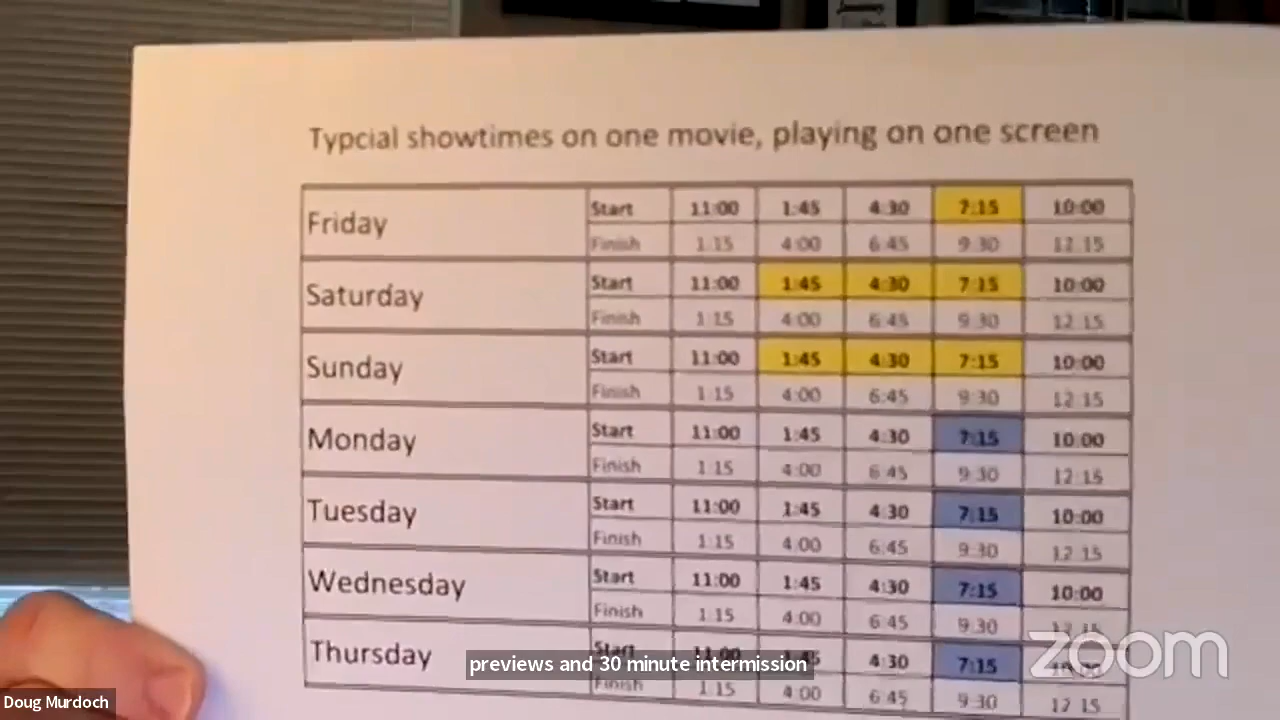 Typcial showtimes on one movie, playing on one screen
Friday Start 11:00 1:45 4:30 7:15 10:00
Finish 1:15 4:00 6:45 9:30 12:15
Saturday Start 11:00 1:45 4:30 7:15 10:00
Finish 1:15 4:00 6:45 9:30 12:15
Sunday Start 11:00 1:45 4:30 7:15 10:00
Finish 1:15 4:00 6:45 9:30 12:15
Monday Start 11:00 1:45 4:30 7:15 10:00
Finish 1:15 4:00 6:45 9:30 12:15
Tuesday Start 11:00 1:45 4:30 7:15 10:00
Finish 1:15 4:00 6:45 9:30 12:15
Wednesday Start 11:00 1:45 4:30 7:15 10:00
Finish 1:15 4:00 6:45 9:30 12:15
Thursday Start 11:00 1:45 4:30 7:15
Finish 1:15 4:00 6:45 9:30 12:15
previews and 30 minute intermission
zoom
Doug Murdoch